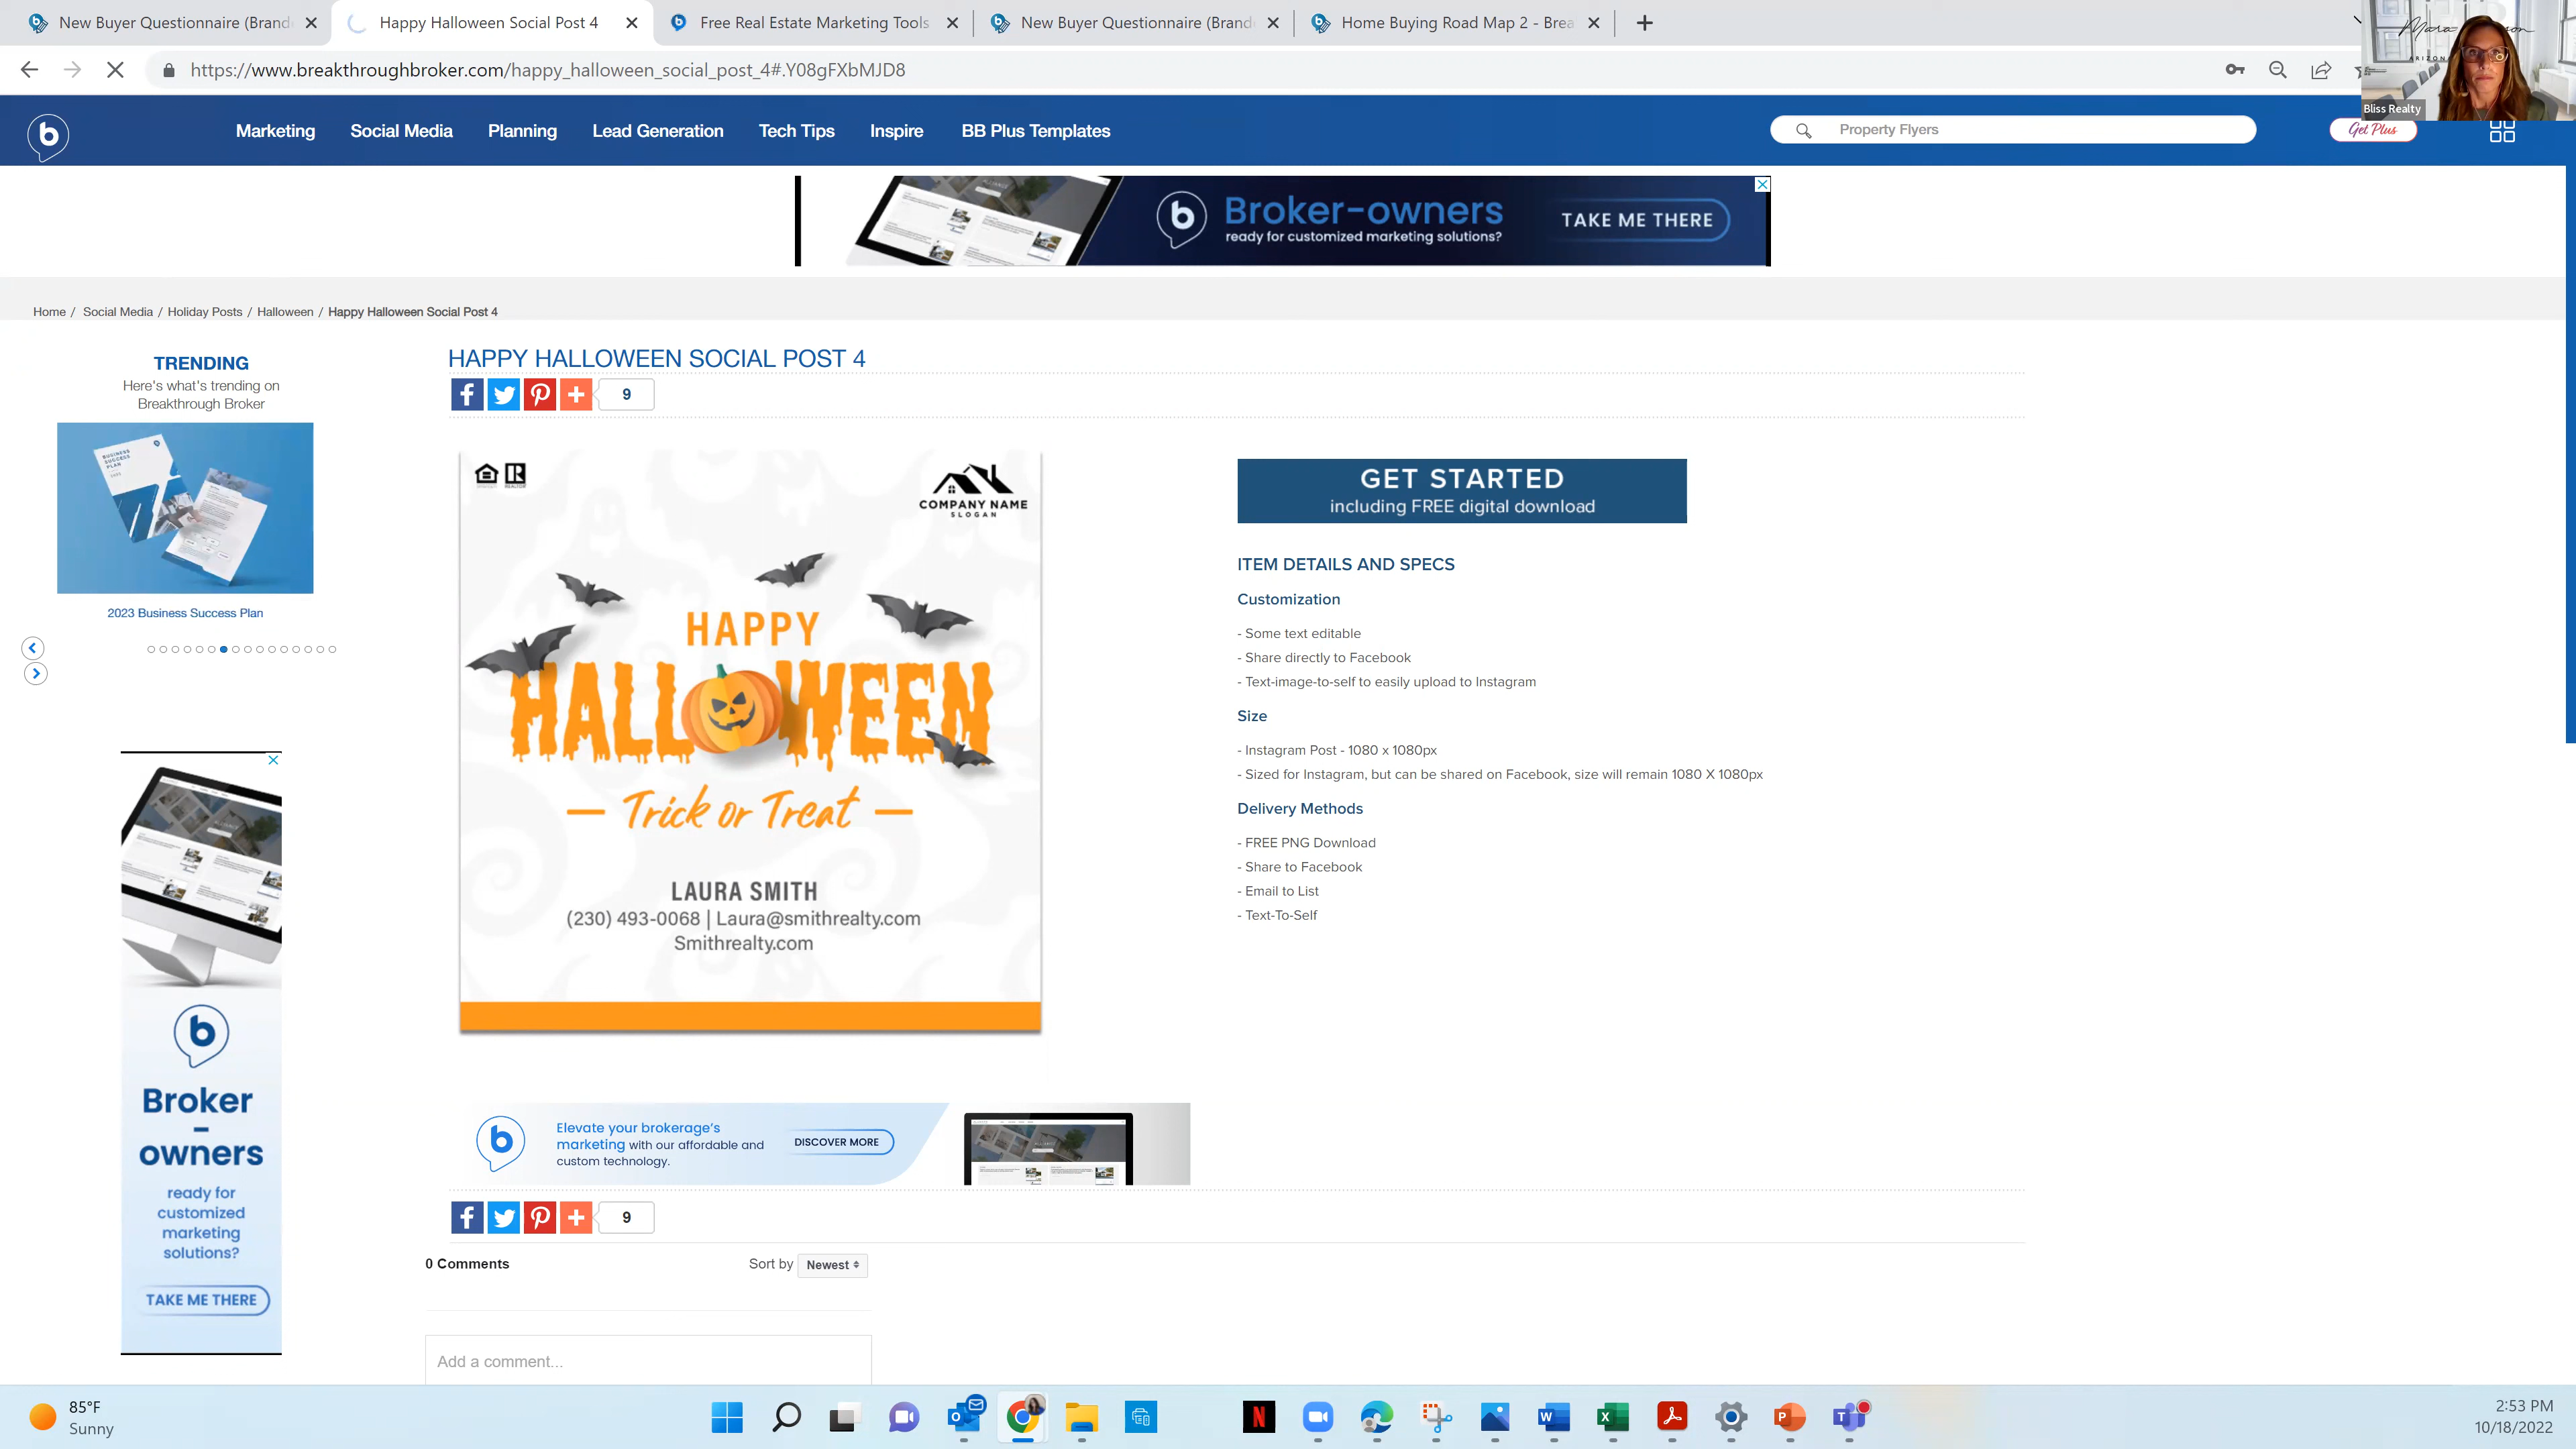 New Buyer Questionnaire (Brand
Happy Halloween Social Post 4
Free Real Estate Marketing Tools
New Buyer Questionnaire (Brand
Home Buying Road Map 2 - Brea
https://www.breakthroughbroker.com/happy_halloween_social_post_4#.Y08gFXbMJD8
Bliss Realty
Marketing
Social Media
Planning
Lead Generation
Tech Tips
Inspire
BB Plus Templates
Property Flyers
Get Plus
Broker-owners
ready for customized marketing solutions?
TAKE ME THERE
Home / Social Media / Holiday Posts / Halloween / Happy Halloween Social Post 4
TRENDING
Here's what's trending on
Breakthrough Broker
BUSINESS
SUCCESS
PLAN
2023 Business Success Plan
HAPPY HALLOWEEN SOCIAL POST 4
9
COMPANY NAME
SLOGAN
HAPPY
HALLOWEEN
— Trick or Treat —
LAURA SMITH
(230) 493-0068 | Laura@smithrealty.com
Smithrealty.com
GET STARTED
including FREE digital download
ITEM DETAILS AND SPECS
Customization
- Some text editable
- Share directly to Facebook
- Text-image-to-self to easily upload to Instagram
Size
- Instagram Post - 1080 x 1080px
- Sized for Instagram, but can be shared on Facebook, size will remain 1080 X 1080px
Delivery Methods
- FREE PNG Download
- Share to Facebook
- Email to List
- Text-To-Self
Broker
-
owners
ready for
customized
marketing
solutions?
TAKE ME THERE
Elevate your brokerage's
marketing with our affordable and
custom technology.
DISCOVER MORE
9
0 Comments
Sort by Newest
Add a comment...
85°F
Sunny
2:53 PM
10/18/2022